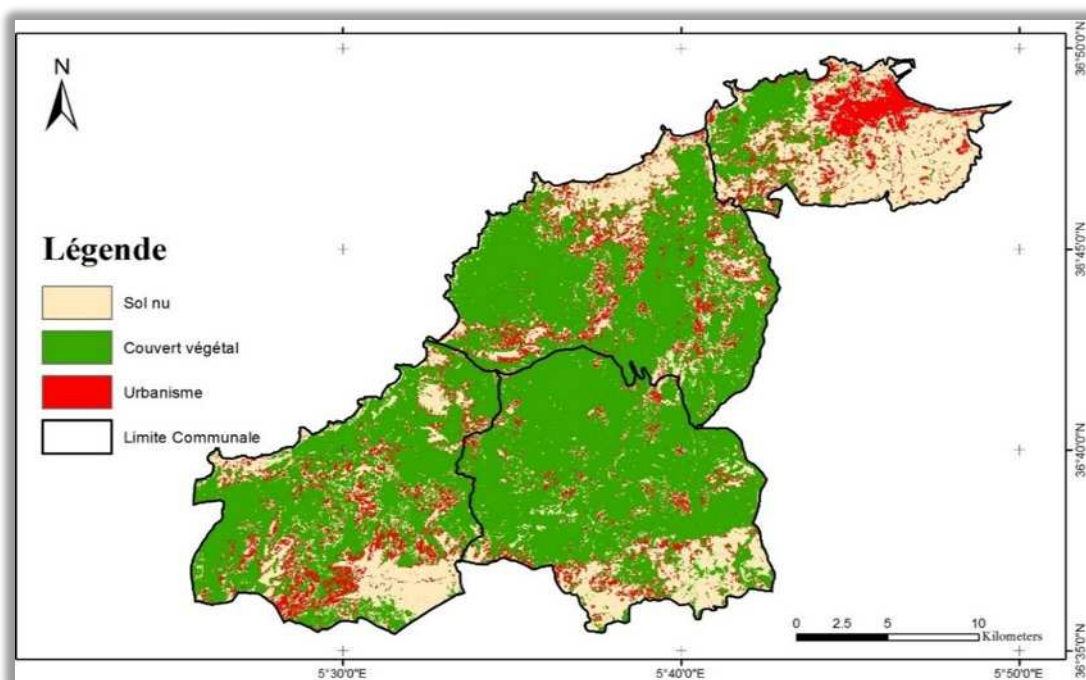 N
Légende
Sol nu
Couvert végétal
Urbanisme
Limite Communale
0 2.5 5 10
Kilometers
36°50'0"N
36°45'0"N
36°40'0"N
36°35'0"N
5°30'0"E 5°40'0"E 5°50'0"E